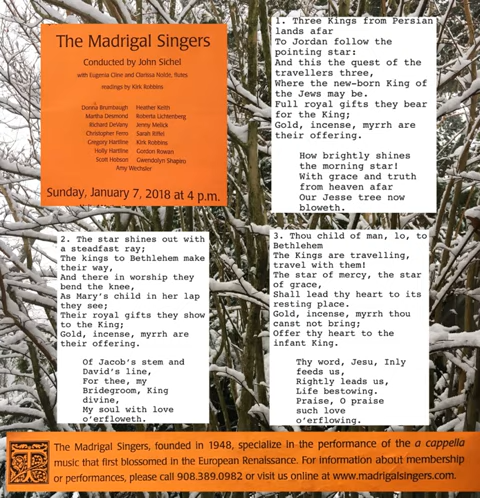 The Madrigal Singers
Conducted by John Sichel
with Eugenia Cline and Clarissa Nolde, flutes
readings by Kirk Robbins
Donna Brumbaugh Heather Keith
Martha Desmond Roberta Lichtenberg
Richard DeVany Jenny Melick
Christopher Ferns Sarah Riffel
Gregory Hartline Kirk Robbins
Holly Hartline Gordon Rowan
Scott Hobson Gwendolyn Shapiro
Amy Wechsler
Sunday, January 7, 2018 at 4 p.m.
1. Three Kings from Persian
lands afar
To Jordan follow the
pointing star:
And this the quest of the
travellers three,
Where the new-born King of
the Jews may be.
Full royal gifts they bear
for the King;
Gold, incense, myrrh are
their offering.
How brightly shines
the morning star!
With grace and truth
from heaven afar
Our Jesse tree now
bloweth.
2. The star shines out with
a steadfast ray;
The kings to Bethlehem make
their way,
And there in worship they
bend the knee,
As Mary's child in her lap
they see;
Their royal gifts they show
to the King;
Gold, incense, myrrh are
their offering.
Of Jacob's stem and
David's line,
For thee, my
Bridegroom, King
divine,
My soul with love
o'erfloweth.
3. Thou child of man, lo, to
Bethlehem
The Kings are travelling,
travel with them!
The star of mercy, the star
of grace,
Shall lead thy heart to its
resting place.
Gold, incense, myrrh thou
canst not bring;
Offer thy heart to the
infant King.
Thy word, Jesu, Inly
feeds us,
Rightly leads us,
Life bestowing.
Praise, O praise
such love
o'erflowing.
The Madrigal Singers, founded in 1948, specialize in the performance of the a cappella
music that first blossomed in the European Renaissance. For information about membership
or performances, please call 908.389.0982 or visit us online at www.madrigalsingers.com.